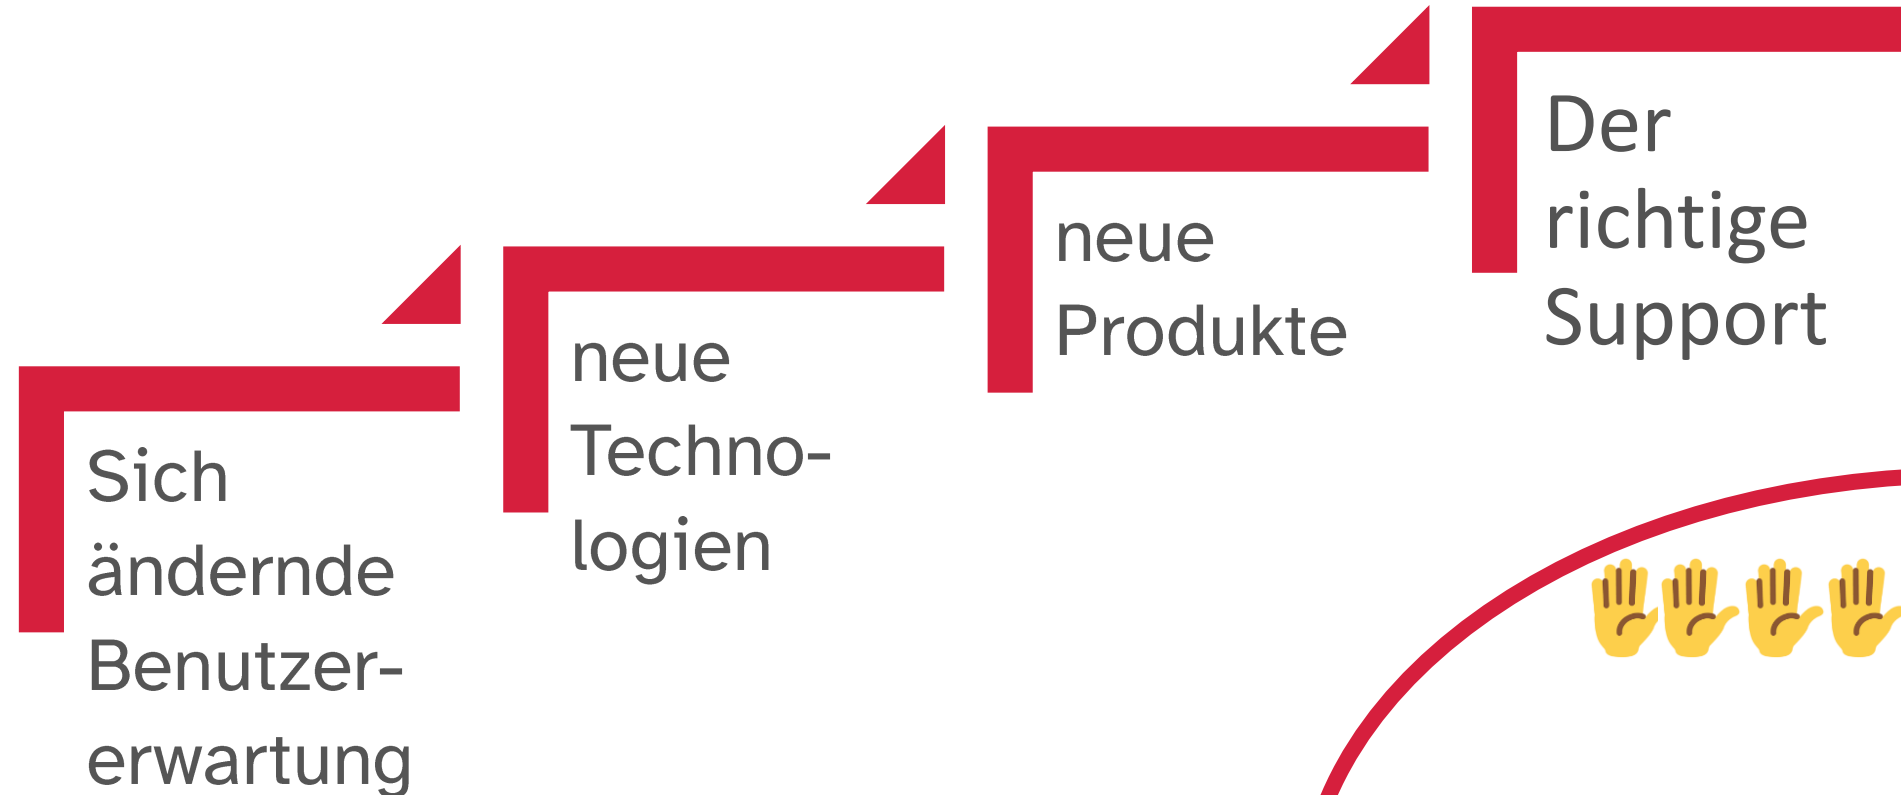 Sich
ändernde
Benutzer-
erwartung
neue
Techno-
logien
neue
Produkte
Der
richtige
Support